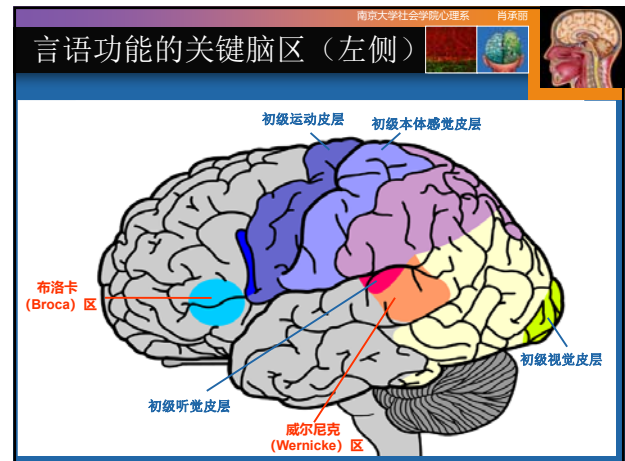 南京大学社会学院心理系 肖承丽
言语功能的关键脑区（左侧）
初级运动皮层
初级本体感觉皮层
布洛卡
（Broca）区
初级视觉皮层
初级听觉皮层
威尔尼克
（Wernicke）区